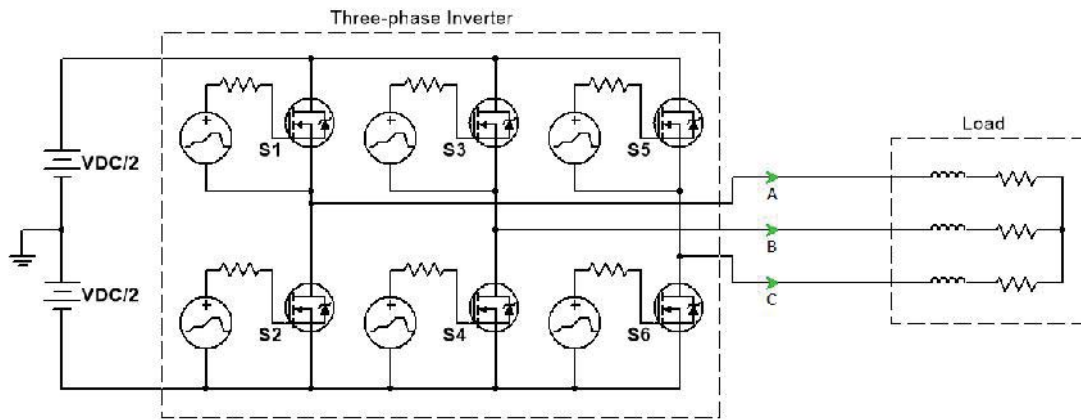 Three-phase Inverter
S1
S3
S5
Load
VDC/2
A
B
C
VDC/2
S2
S4
S6